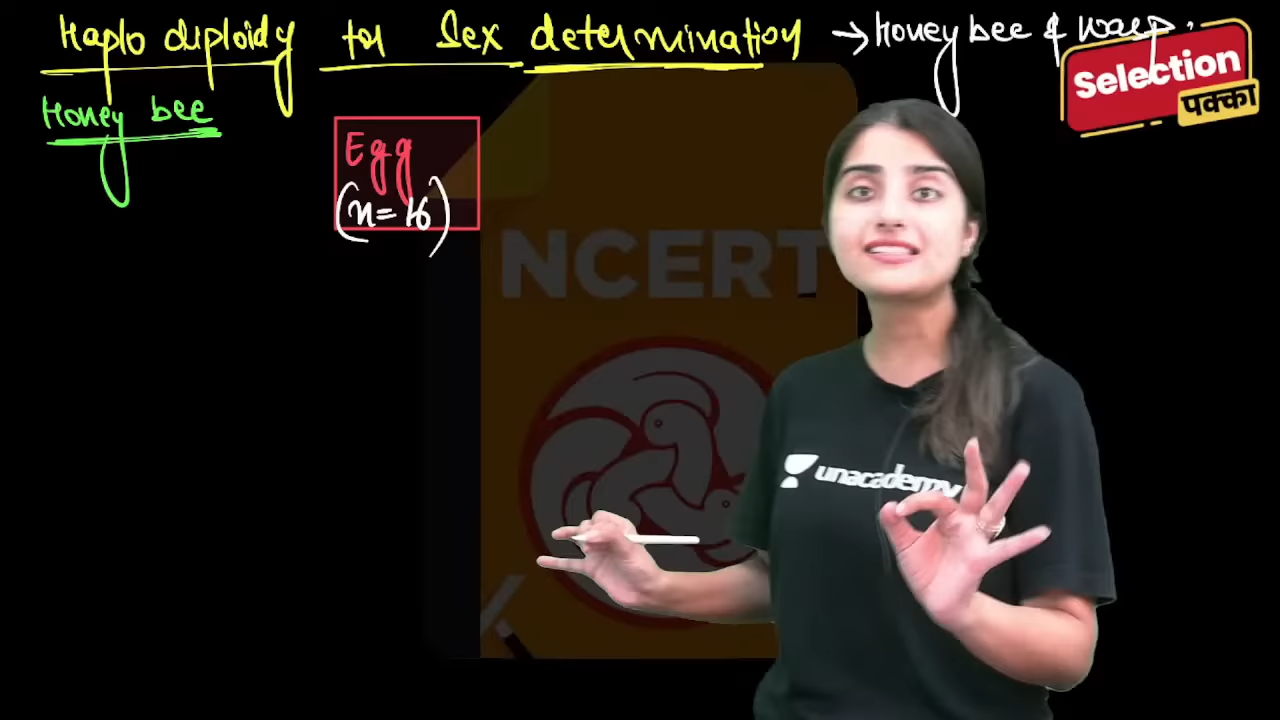 Haplo diploidy for Sex determination → Honey bee & wasp.
Selection
पक्का
Honey bee
Egg
(n=16)
NCERT
unacademy